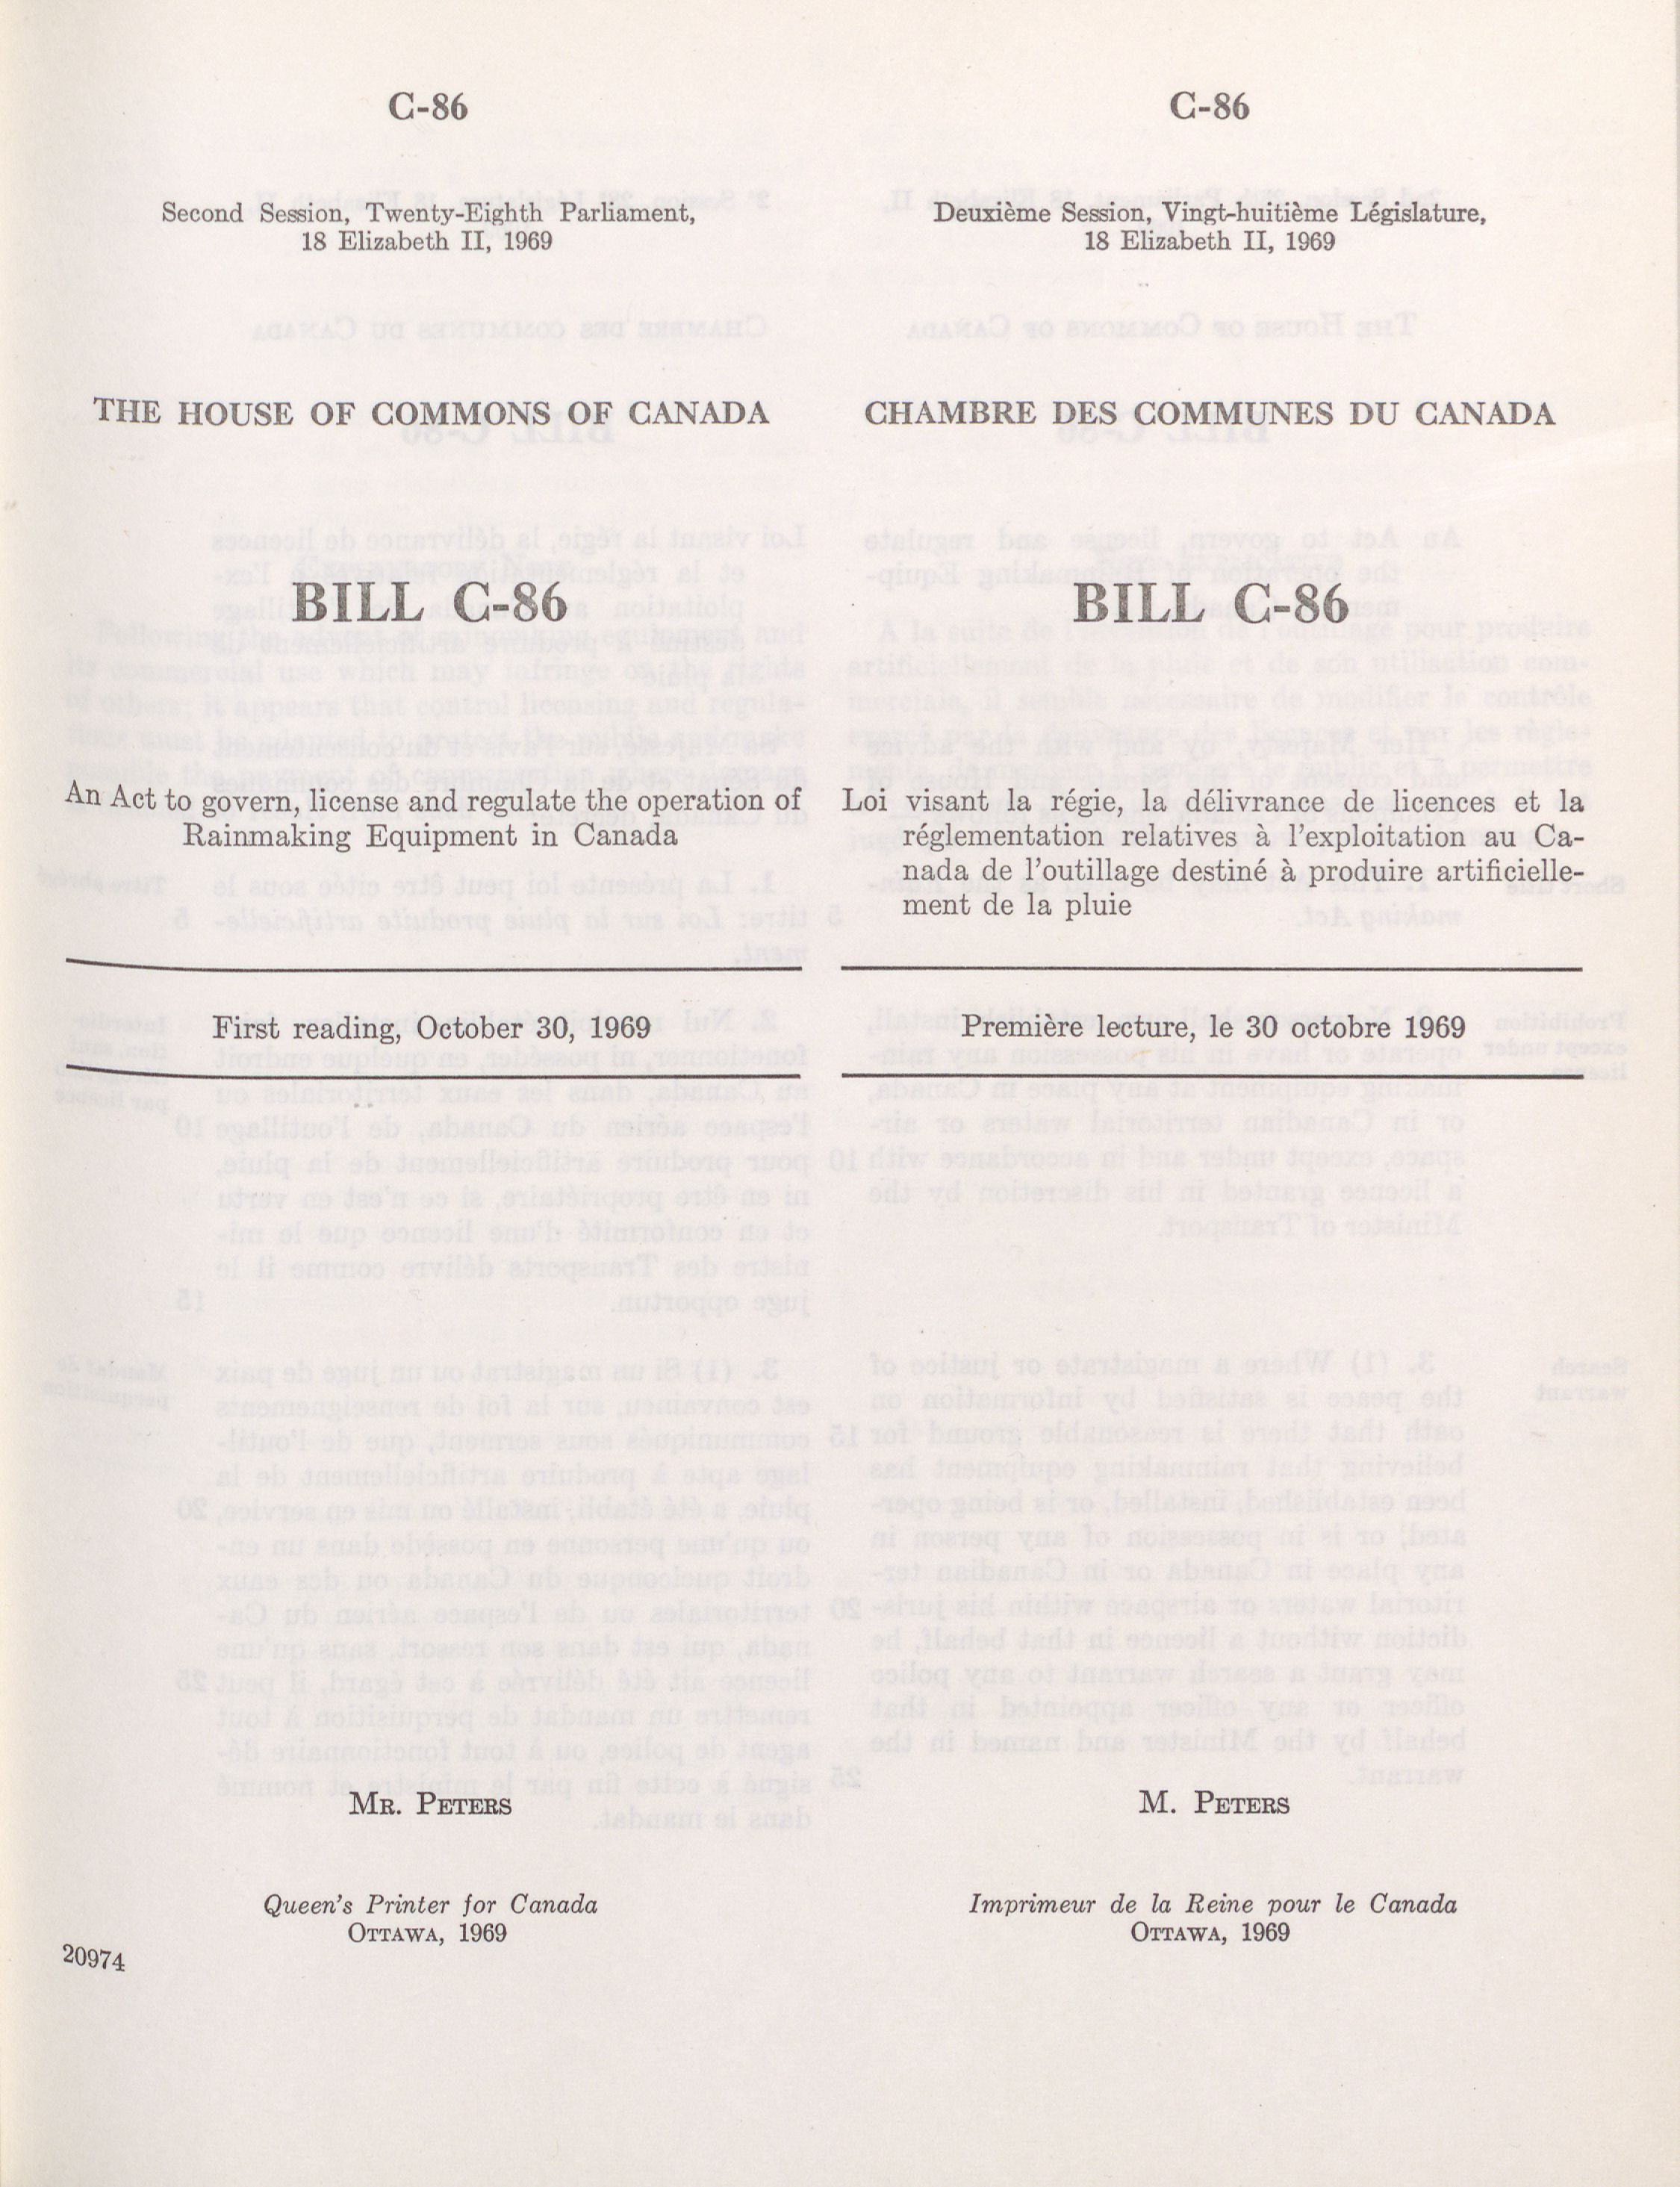 C-86
Second Session, Twenty-Eighth Parliament,
18 Elizabeth II, 1969
THE HOUSE OF COMMONS OF CANADA
BILL C-86
An Act to govern, license and regulate the operation of
Rainmaking Equipment in Canada
First reading, October 30, 1969
MR. PETERS
Queen's Printer for Canada
OTTAWA, 1969
20974
C-86
Deuxième Session, Vingt-huitième Législature,
18 Elizabeth II, 1969
CHAMBRE DES COMMUNES DU CANADA
BILL C-86
Loi visant la régie, la délivrance de licences et la
réglementation relatives à l'exploitation au Ca-
nada de l'outillage destiné à produire artificielle-
ment de la pluie
Première lecture, le 30 octobre 1969
M. PETERS
Imprimeur de la Reine pour le Canada
OTTAWA, 1969